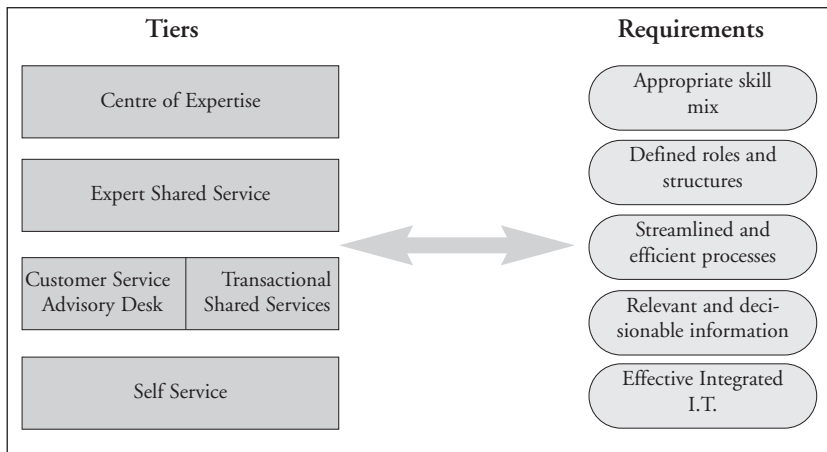 Tiers
Requirements
Centre of Expertise
Appropriate skill
mix
Expert Shared Service
Defined roles and
structures
Customer Service
Advisory Desk
Transactional
Shared Services
Streamlined and
efficient processes
Relevant and deci-
sionable information
Self Service
Effective Integrated
I.T.